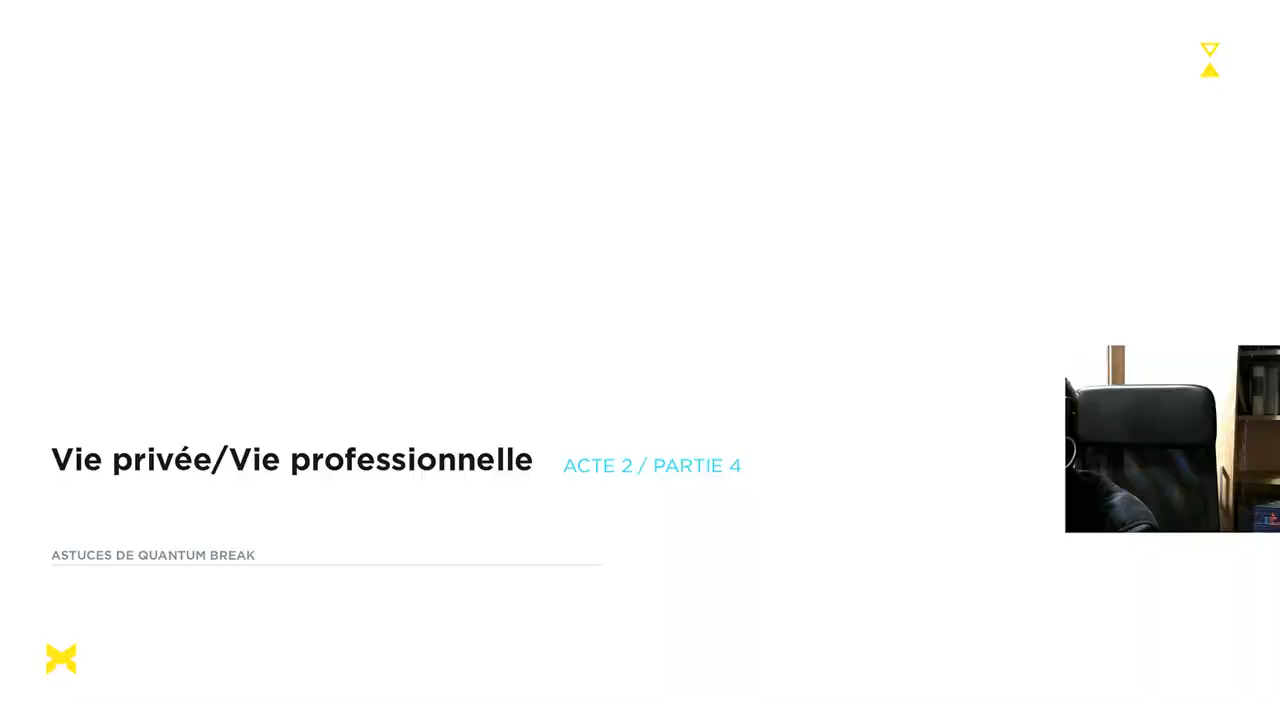 Vie privée/Vie professionnelle ACTE 2 / PARTIE 4
ASTUCES DE QUANTUM BREAK